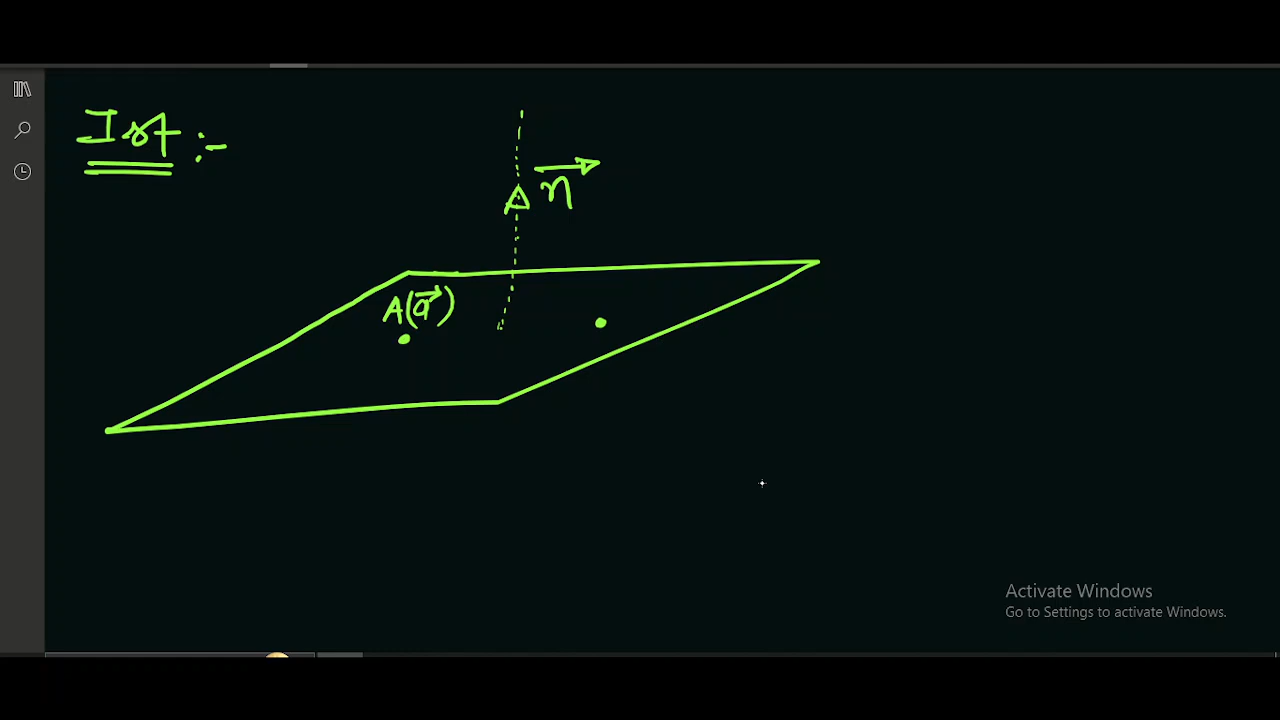 Ist :-
n
A(a)
Activate Windows
Go to Settings to activate Windows.